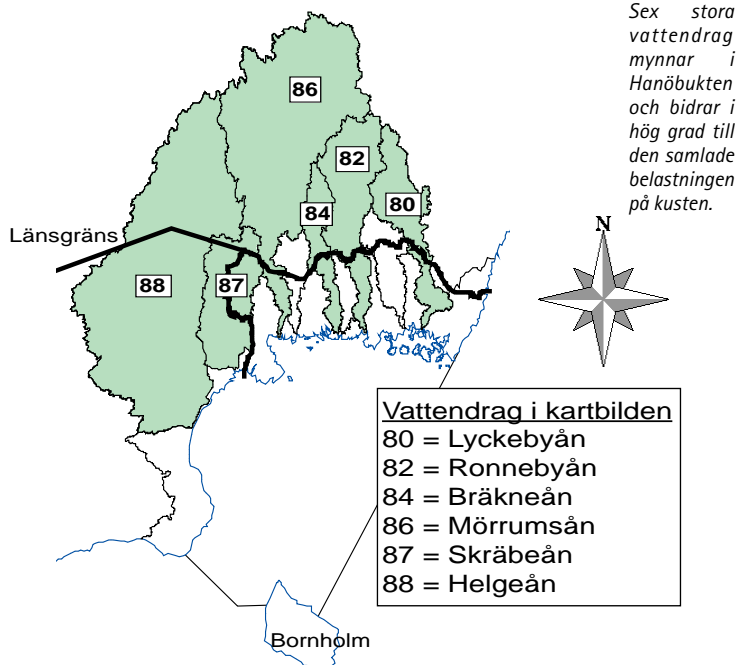 Sex stora
vattendrag
mynnar i
Hanöbukten
och bidrar i
hög grad till
den samlade
belastningen
på kusten.
86
82
80
84
Länsgräns
N
88
87
Vattendrag i kartbilden
80 = Lyckebyån
82 = Ronnebyån
84 = Bräkneån
86 = Mörrumsån
87 = Skräbeån
88 = Helgeån
Bornholm